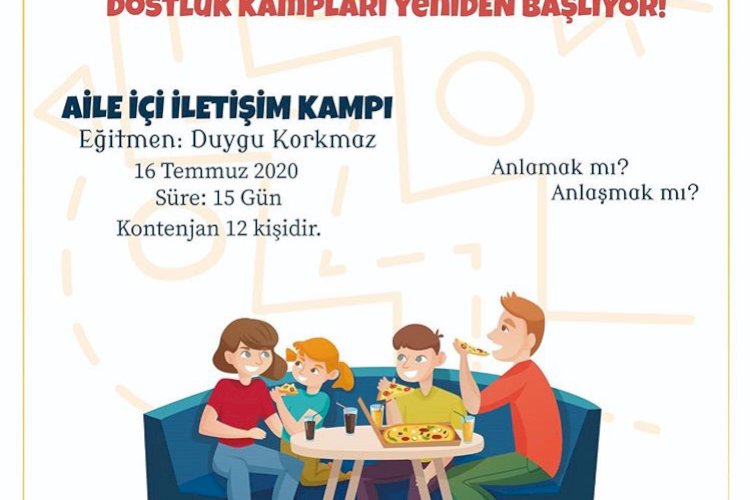 DOSTLUK KAMPLARI YENİDEN BAŞLIYOR!
AİLE İÇİ İLETİŞİM KAMPI
Eğitmen: Duygu Korkmaz
16 Temmuz 2020
Süre: 15 Gün
Kontenjan 12 kişidir.
Anlamak mı?
Anlaşmak mı?